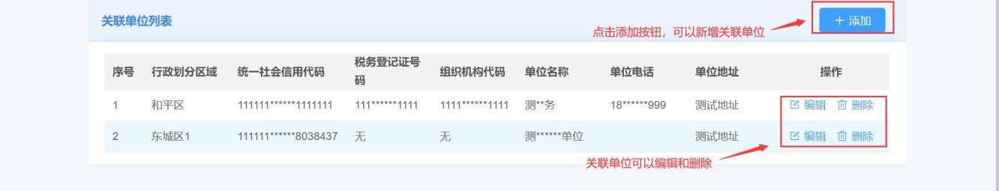 关联单位列表
+ 添加
点击添加按钮，可以新增关联单位
序号 行政划分区域 统一社会信用代码 税务登记证号码 组织机构代码 单位名称 单位电话 单位地址 操作
1 和平区 111111******1111111 111******1111 1111******1111 测**务 18******999 测试地址 编辑 删除
2 东城区1 111111******8038437 无 无 测******单位 测试地址 编辑 删除
关联单位可以编辑和删除